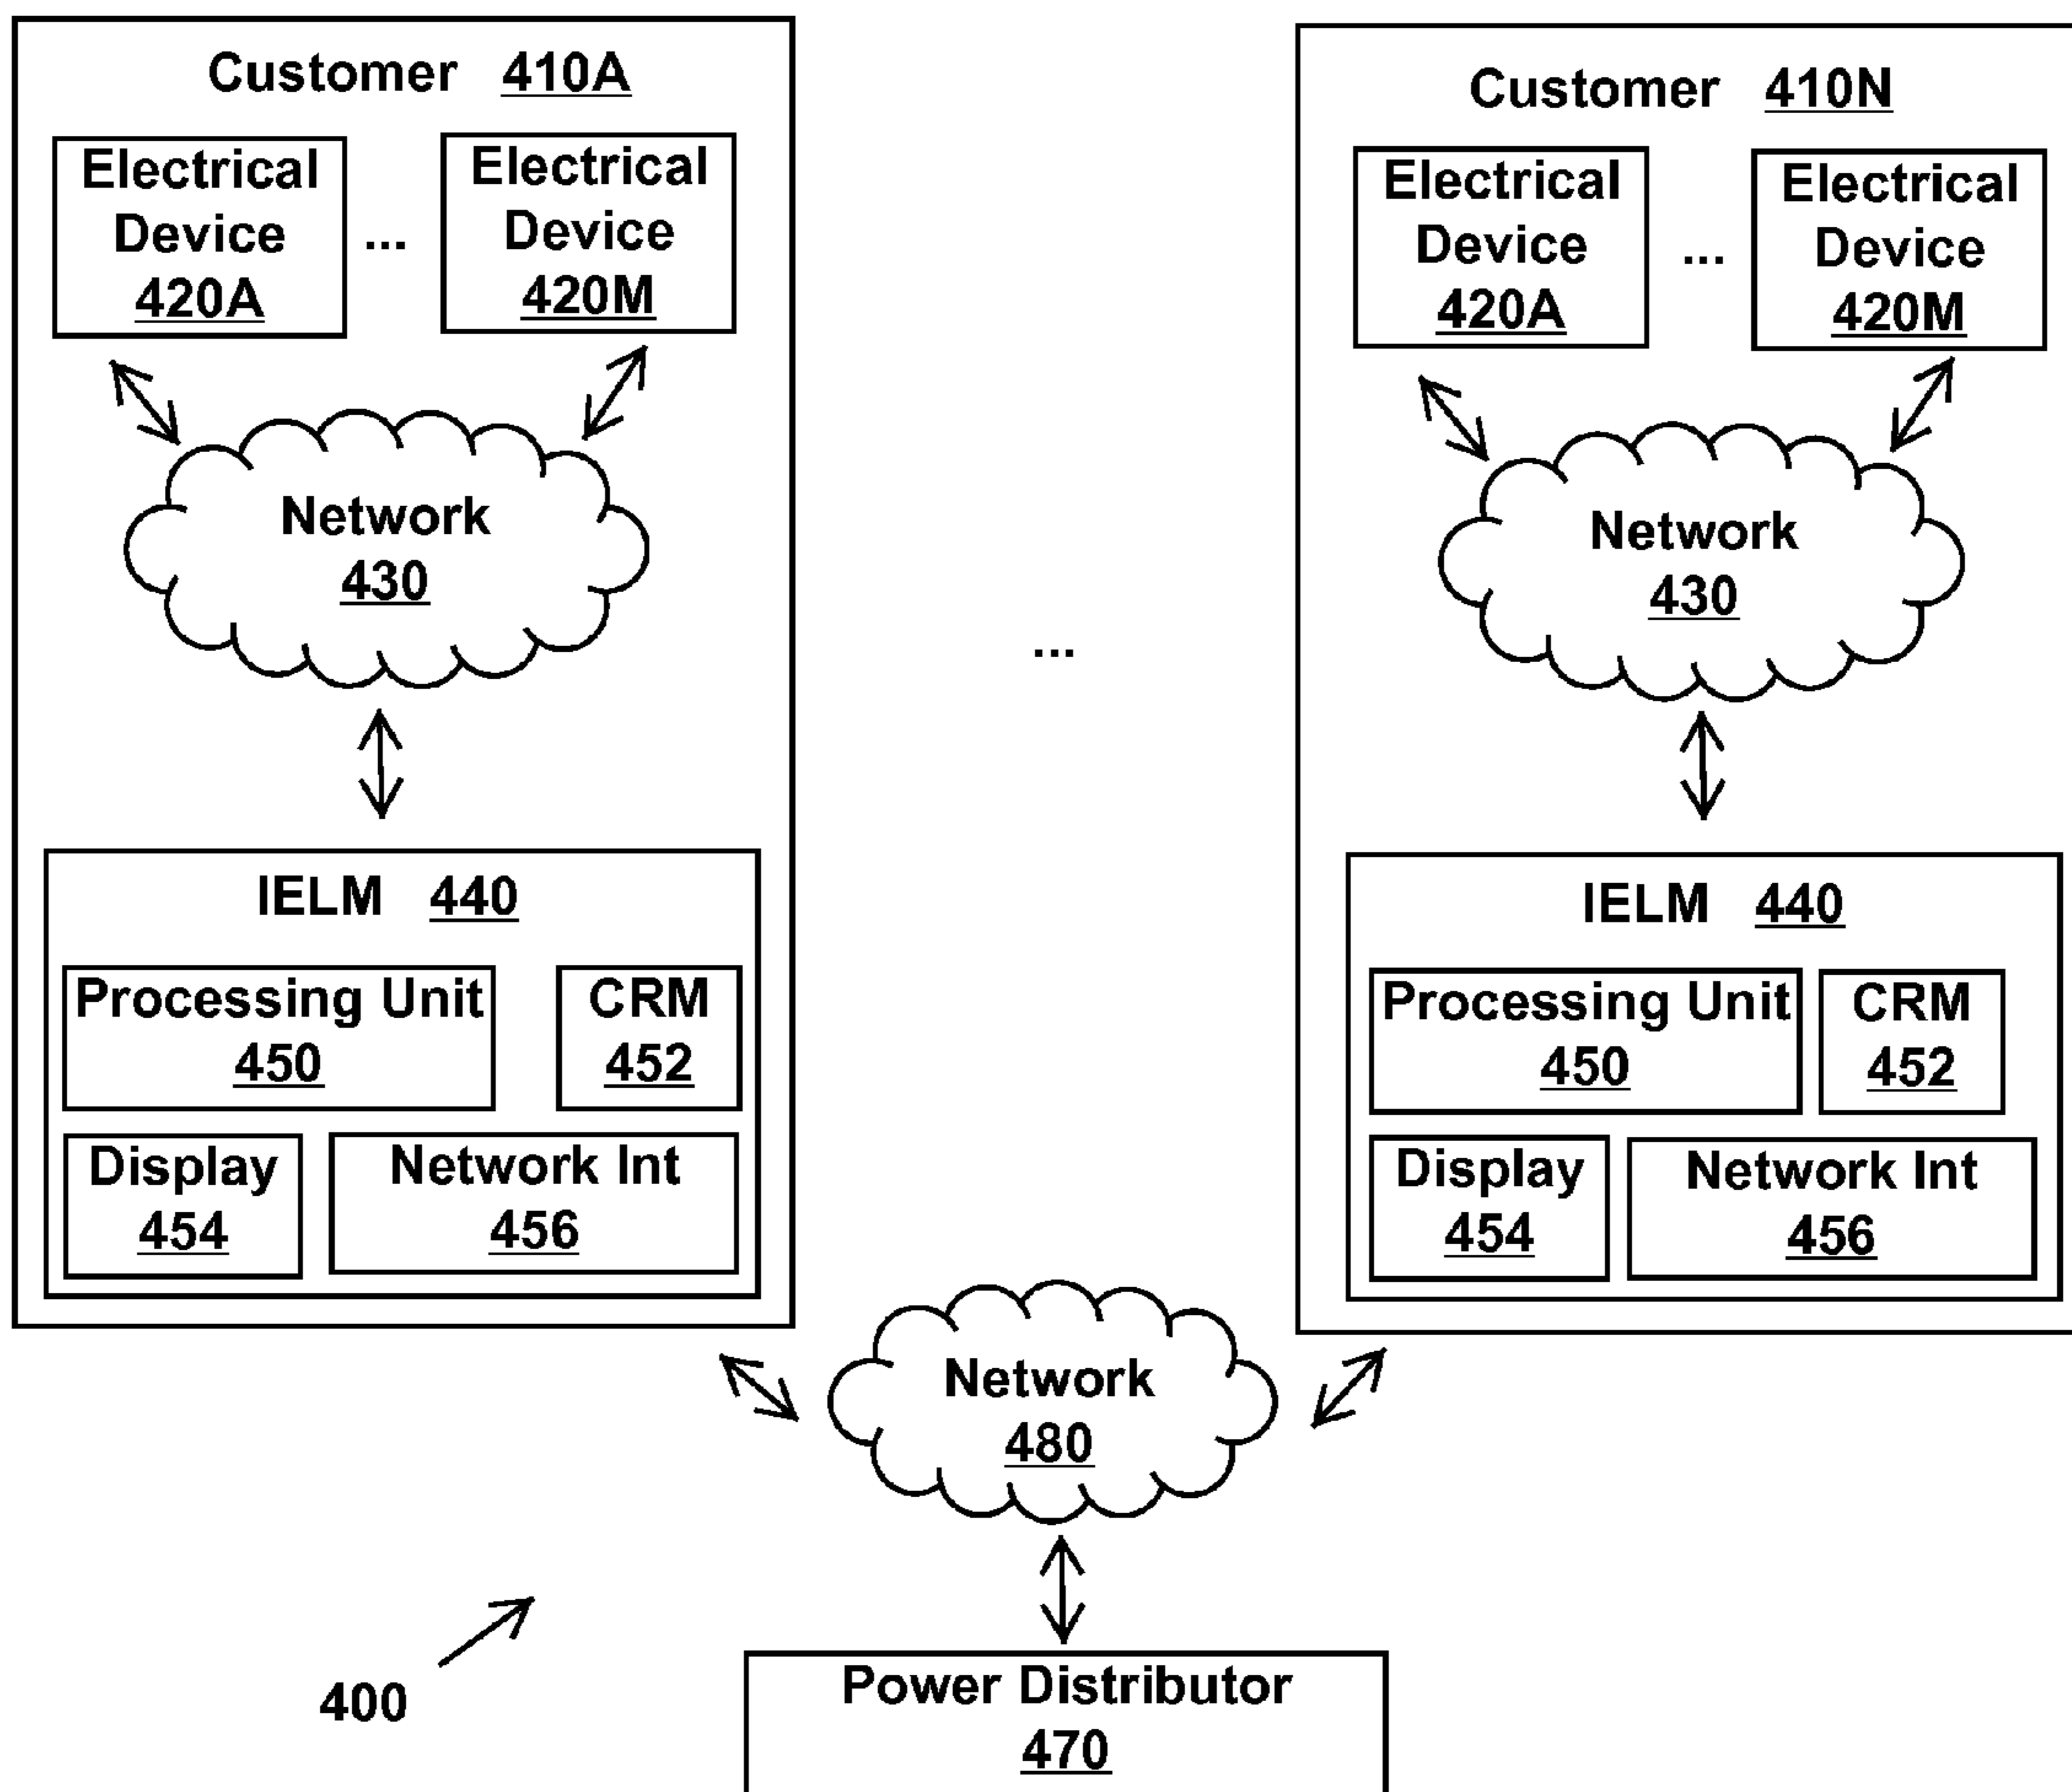 Customer 410A
Electrical
Device
420A
...
Electrical
Device
420M
Network
430
IELM 440
Processing Unit
450
CRM
452
Display
454
Network Int
456
...
Customer 410N
Electrical
Device
420A
...
Electrical
Device
420M
Network
430
IELM 440
Processing Unit
450
CRM
452
Display
454
Network Int
456
Network
480
400
Power Distributor
470